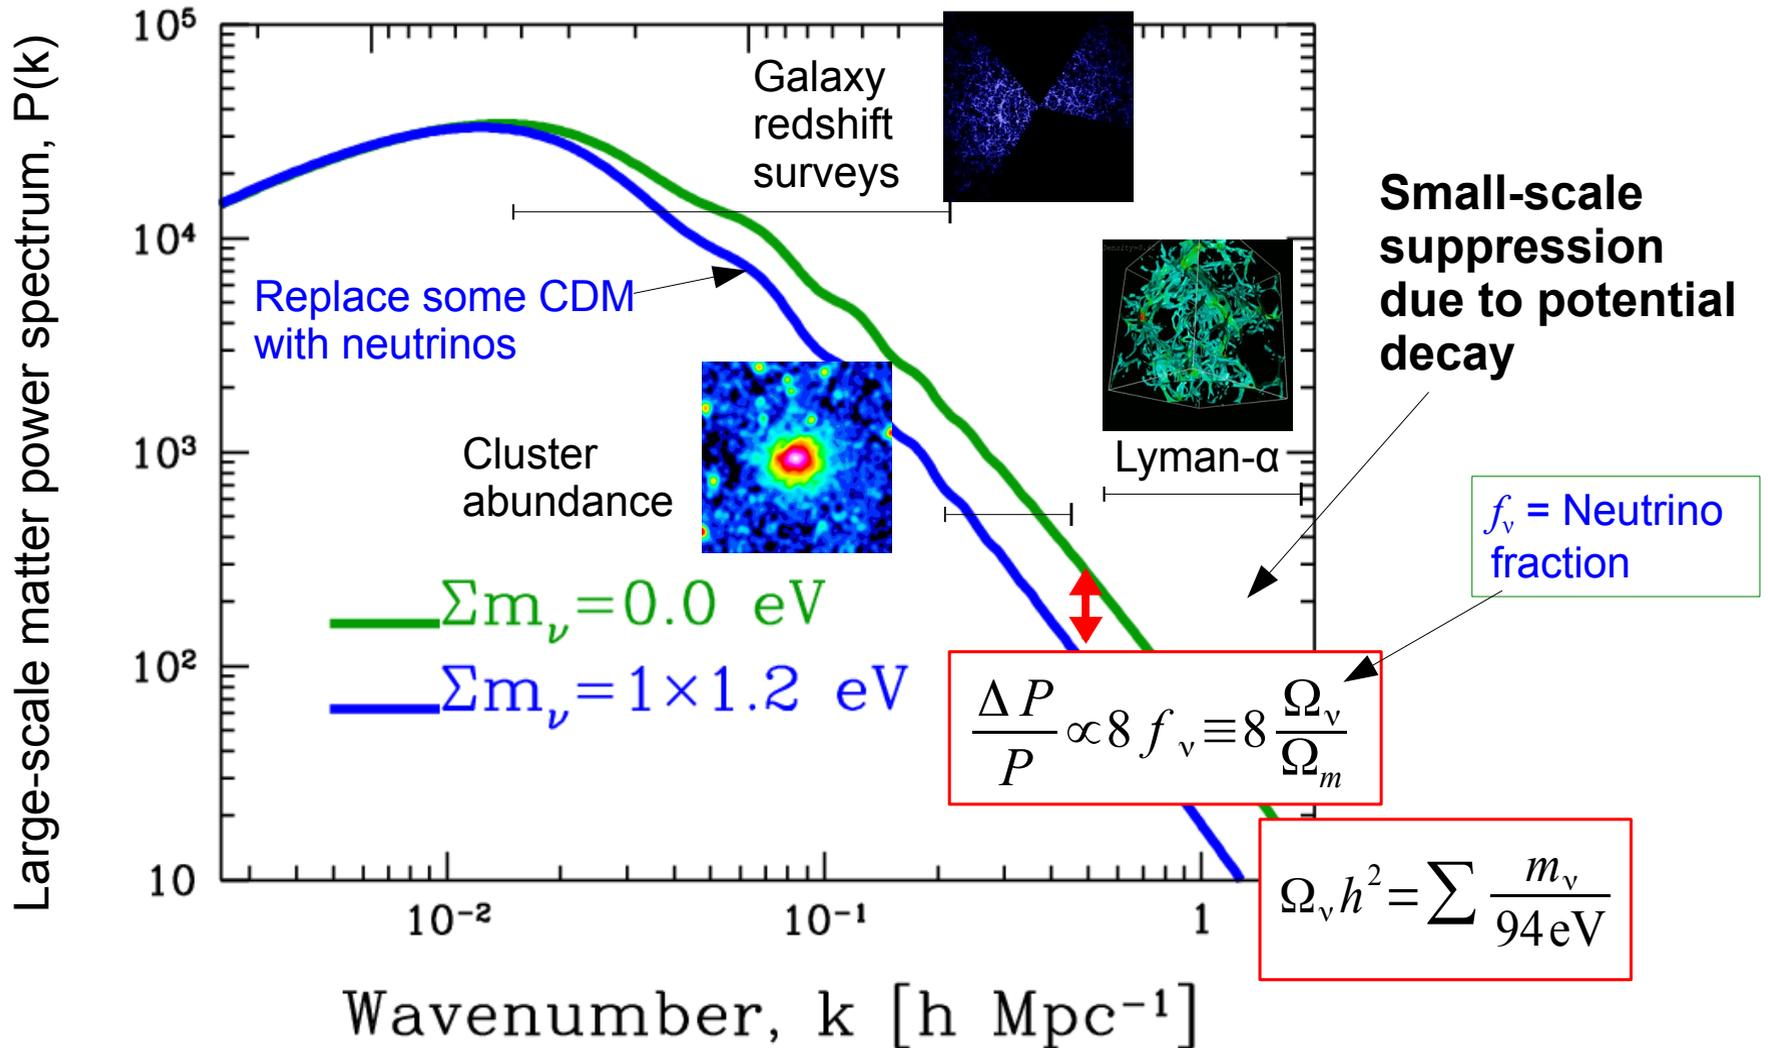 Large-scale matter power spectrum, P(k)
10⁵
10⁴
10³
10²
10
Galaxy
redshift
surveys
Replace some CDM
with neutrinos
Cluster
abundance
Lyman-α
Small-scale
suppression
due to potential
decay
f_ν = Neutrino
fraction
Σm_ν=0.0 eV
Σm_ν=1×1.2 eV
ΔP/P ∝ 8 f_ν ≡ 8 Ω_ν/Ω_m
Ω_ν h² = ∑ m_ν/94 eV
10⁻² 10⁻¹ 1
Wavenumber, k [h Mpc⁻¹]